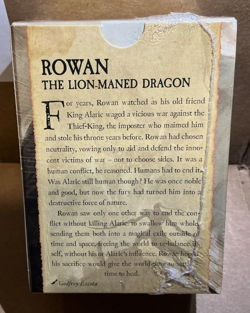 ROWAN
THE LION-MANED DRAGON
For years, Rowan watched as his old friend
King Alaric waged a vicious war against the
Thief-King, the imposter who maimed him
and stole his throne years before. Rowan had chosen
neutrality, vowing only to aid and defend the inno-
cent victims of war – not to choose sides. It was a
human conflict, he reasoned. Humans had to end it.
Was Alaric still human though? He was once noble
and good, but now the fury had turned him into a
destructive force of nature.
Rowan saw only one other way to end the con-
flict without killing Alaric: to swallow him whole,
sending them both into a magical exile outside of
time and space, freeing the world to rebalance it-
self, without his or Alaric's influence. Rowan hoped
his sacrifice would give the world some
time to heal.